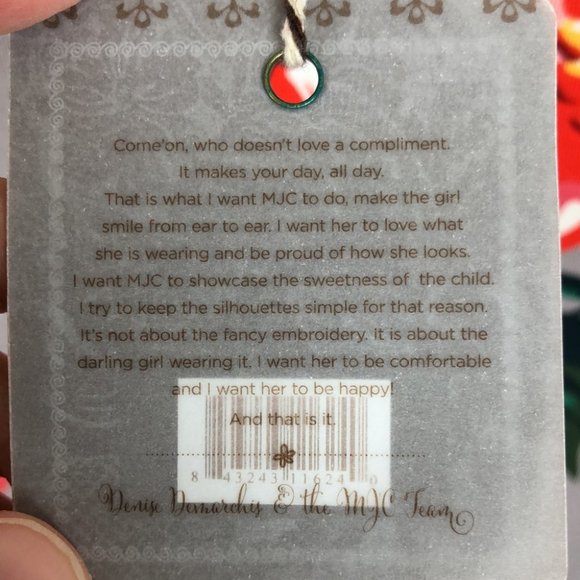 Come'on, who doesn't love a compliment.
It makes your day, all day.
That is what I want MJC to do, make the girl
smile from ear to ear. I want her to love what
she is wearing and be proud of how she looks.
I want MJC to showcase the sweetness of the child.
I try to keep the silhouettes simple for that reason.
It's not about the fancy embroidery. it is about the
darling girl wearing it. I want her to be comfortable
and I want her to be happy!
And that is it.
8 43243 11624 0
Denise Demarchis & the MJC Team